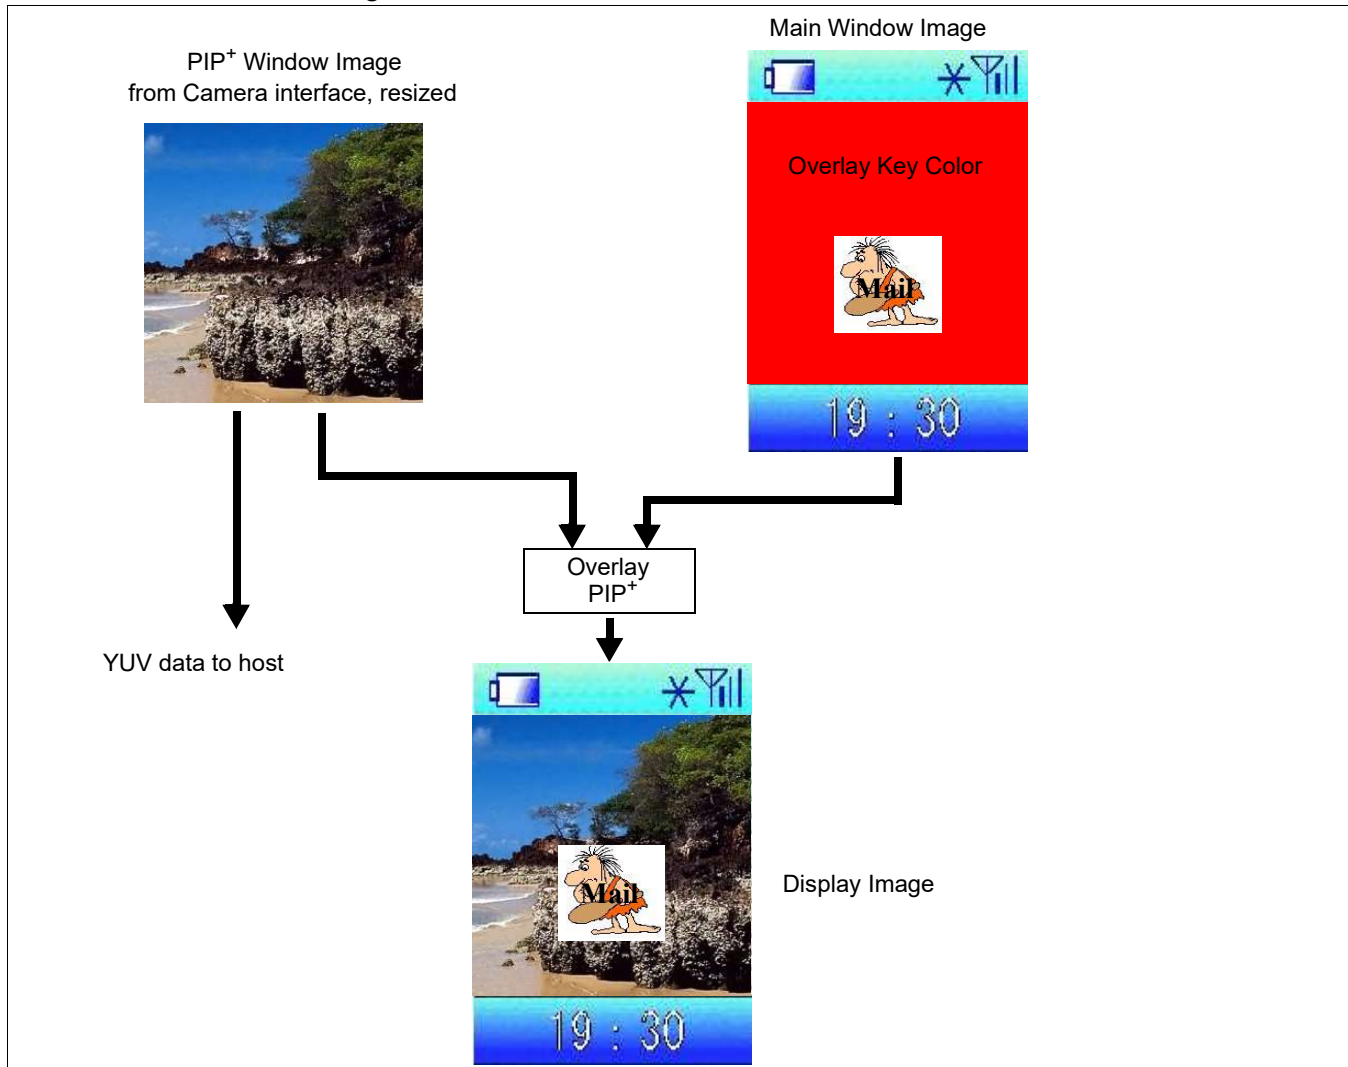 Main Window Image
PIP+ Window Image
from Camera interface, resized
Overlay Key Color
Mail
19 : 30
Overlay
PIP+
YUV data to host
Mail
Display Image
19 : 30